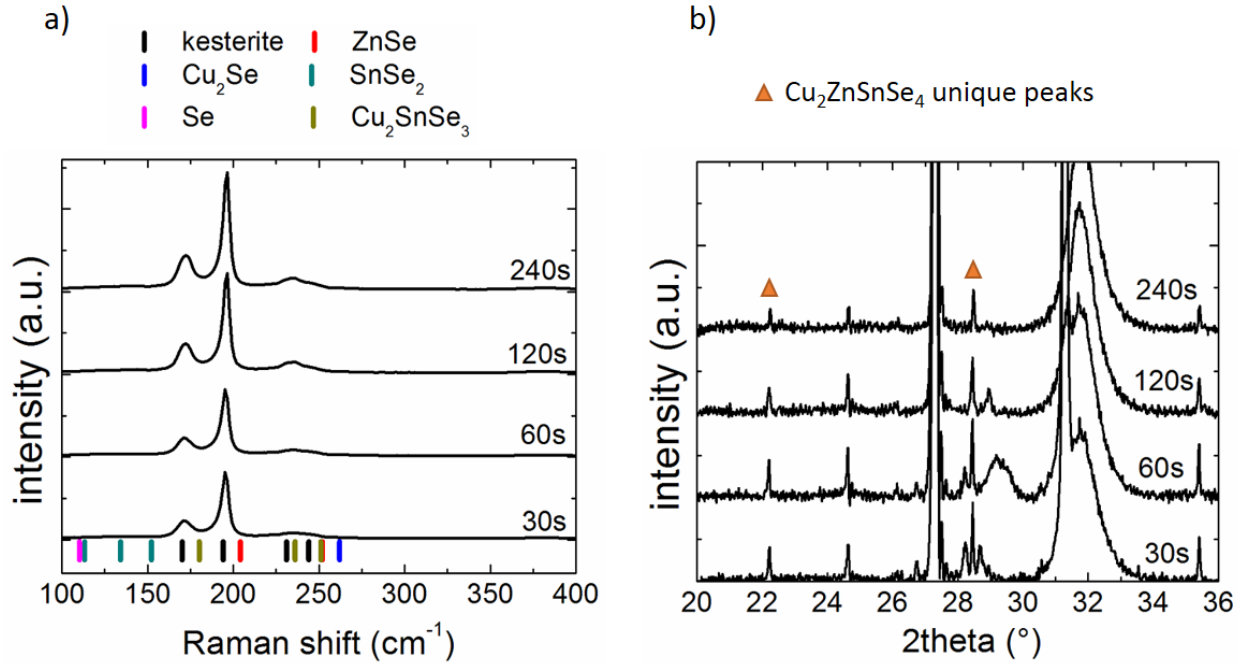 a)
kesterite
ZnSe
Cu₂Se
SnSe₂
Se
Cu₂SnSe₃
intensity (a.u.)
240s
120s
60s
30s
100 150 200 250 300 350 400
Raman shift (cm⁻¹)
b)
Cu₂ZnSnSe₄ unique peaks
intensity (a.u.)
240s
120s
60s
30s
20 22 24 26 28 30 32 34 36
2theta (°)